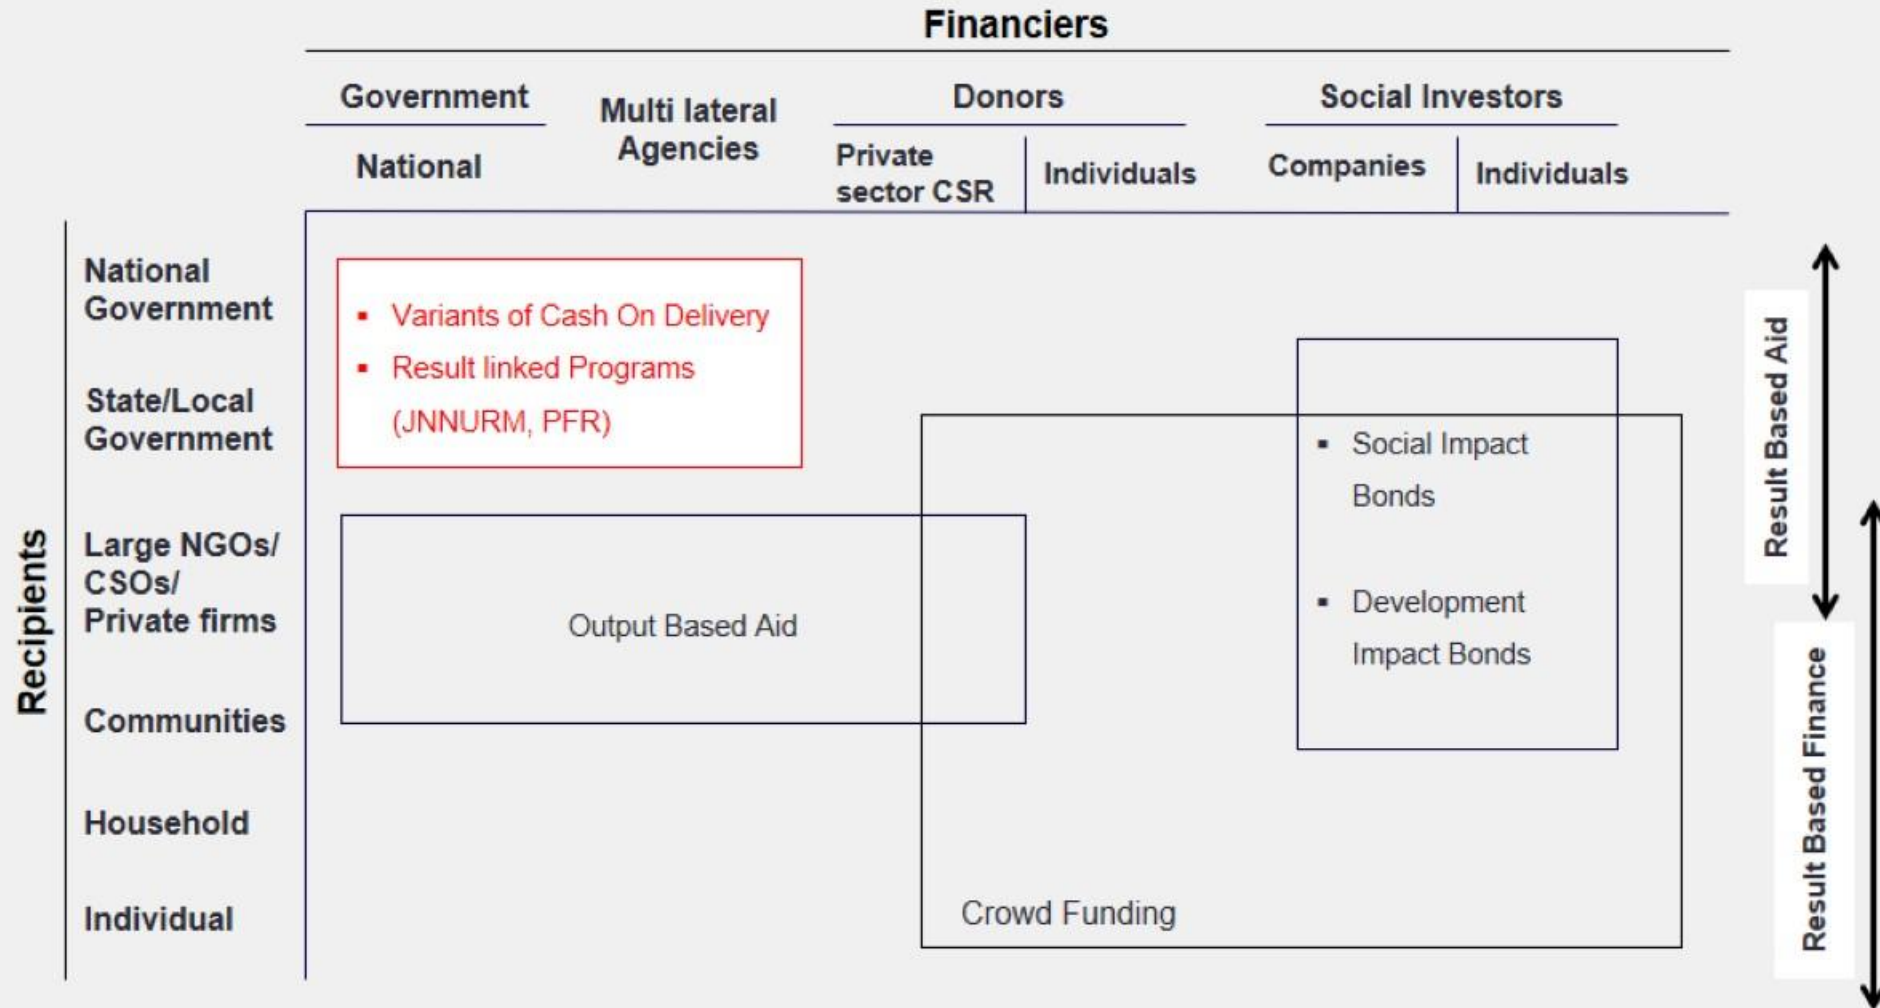 Financiers
Government
Multi lateral
Agencies
Donors
Social Investors
National
Private
sector CSR
Individuals
Companies
Individuals
Recipients
National
Government
State/Local
Government
Large NGOs/
CSOs/
Private firms
Communities
Household
Individual
▪ Variants of Cash On Delivery
▪ Result linked Programs
(JNNURM, PFR)
Output Based Aid
▪ Social Impact
Bonds
▪ Development
Impact Bonds
Crowd Funding
Result Based Aid
Result Based Finance